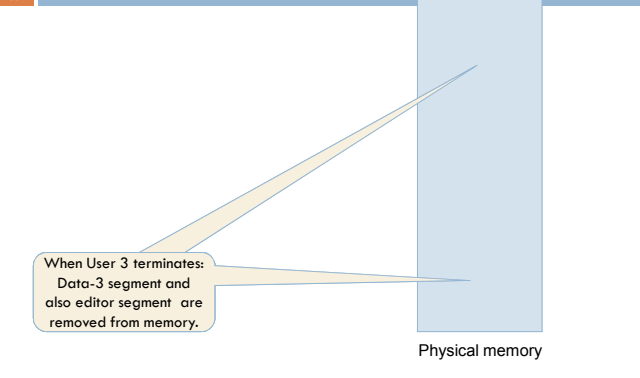 When User 3 terminates:
Data-3 segment and
also editor segment are
removed from memory.
Physical memory